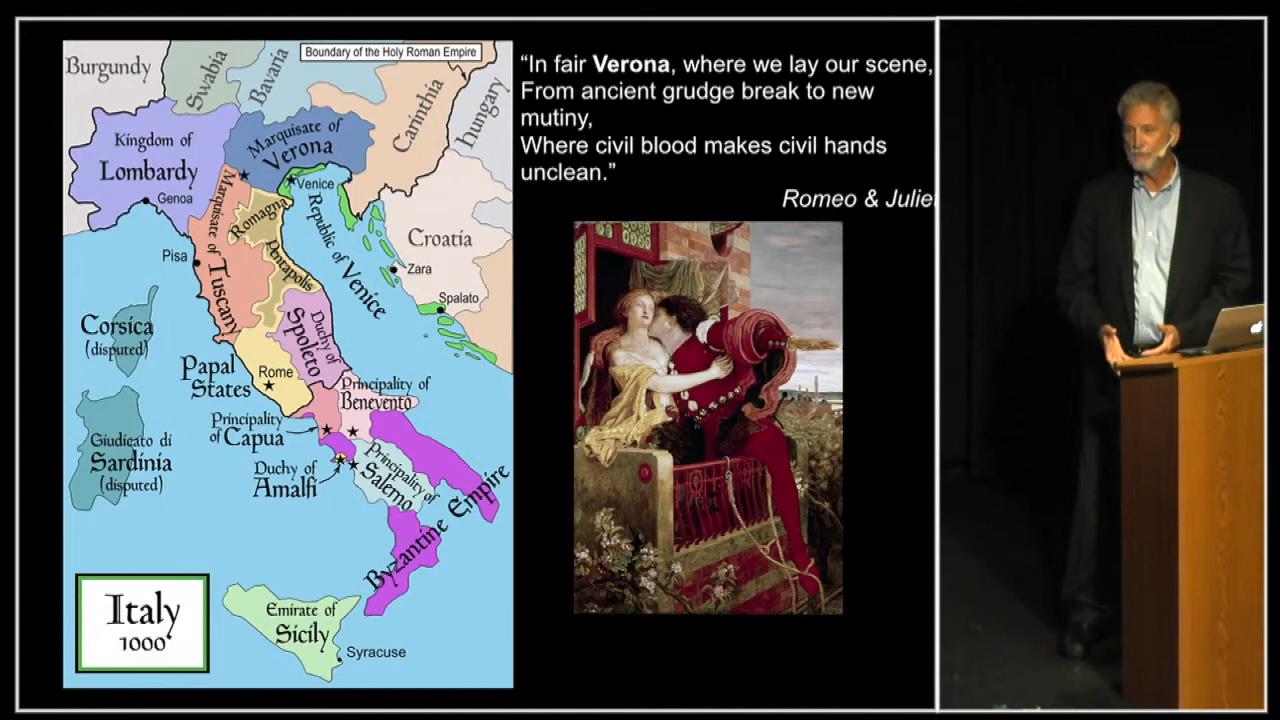 Boundary of the Holy Roman Empire
Burgundy
Swabia
Bavaria
Carinthia
Hungary
Kingdom of
Lombardy
Marquisate of
Verona
Genoa
Venice
Marquisate of Tuscany
Romagna
Republic of Venice
Croatia
Pisa
Pentapolis
Zara
Spalato
Corsica
(disputed)
Duchy of
Spoleto
Papal
States
Rome
Principality of
Benevento
Principality
of Capua
Giudicato di
Sardinia
(disputed)
Duchy of
Amalfi
Principality of
Salerno
Byzantine Empire
Italy
1000
Emirate of
Sicily
Syracuse
“In fair Verona, where we lay our scene,
From ancient grudge break to new
mutiny,
Where civil blood makes civil hands
unclean.”
Romeo & Julie